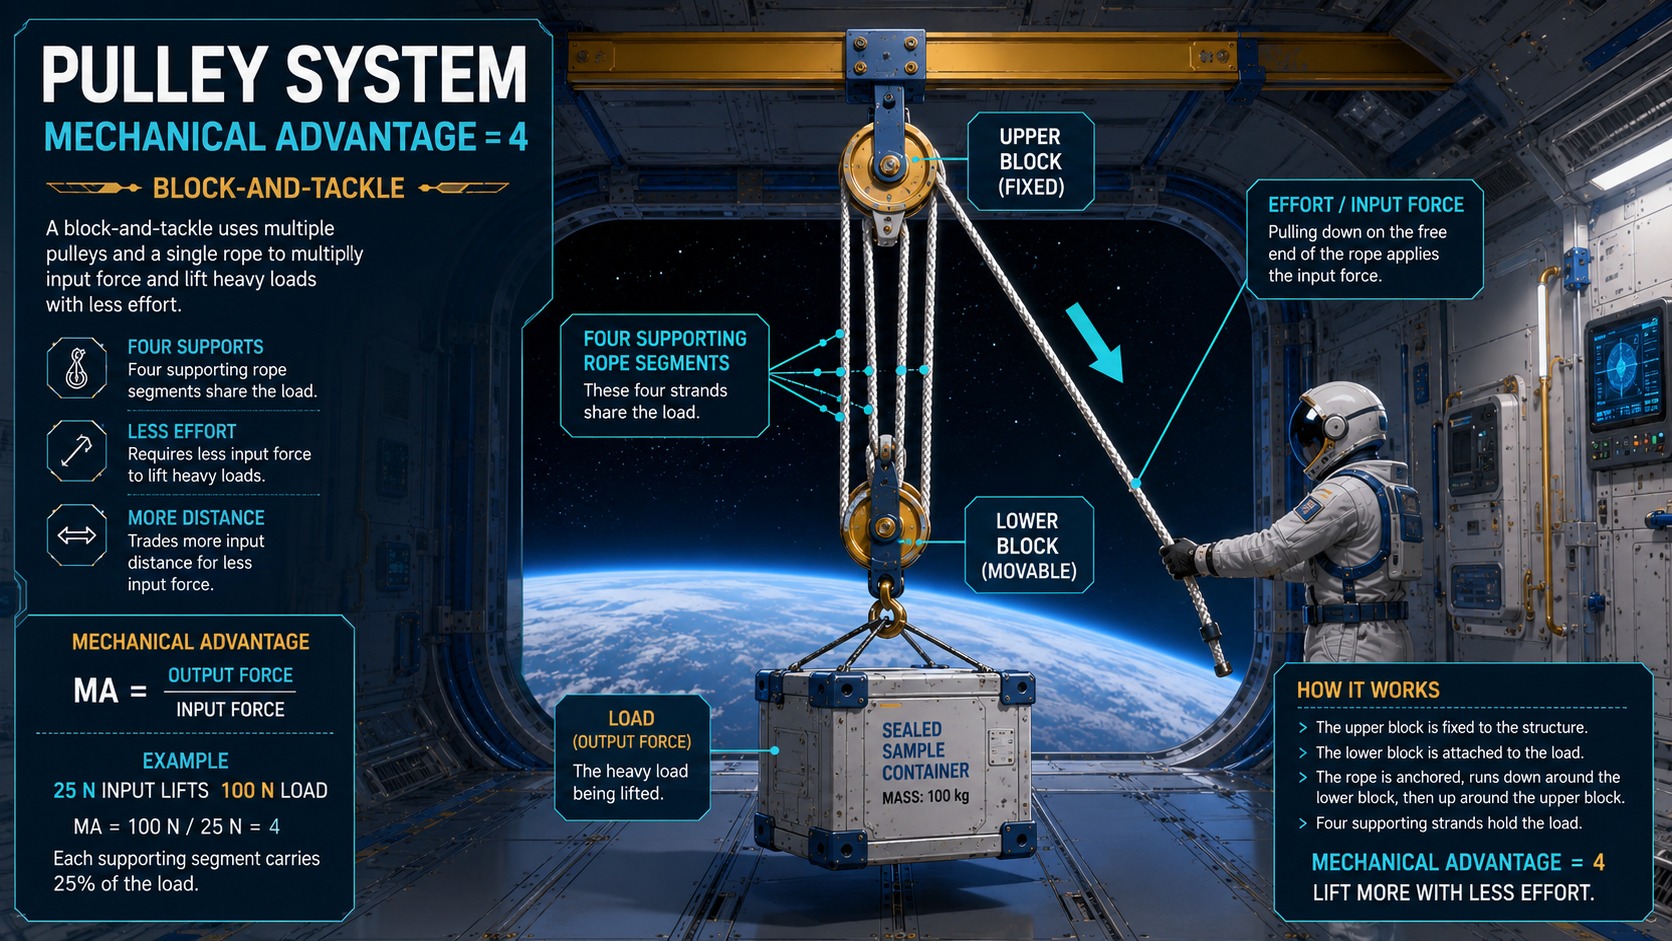 PULLEY SYSTEM
MECHANICAL ADVANTAGE = 4
BLOCK-AND-TACKLE
A block-and-tackle uses multiple
pulleys and a single rope to multiplly
input force and lift heavy loads
with less effort.
FOUR SUPPORTS
Four supporting rope
segments share the load.
LESS EFFORT
Requires less input force
to lift heavy loads.
MORE DISTANCE
Trades more input
distance for less
input force.
MECHANICAL ADVANTAGE
MA = OUTPUT FORCE
INPUT FORCE
EXAMPLE
25 N INPUT LIFTS 100 N LOAD
MA = 100 N / 25 N = 4
Each supporting segment carries
25% of the load.
UPPER
BLOCK
(FIXED)
EFFORT / INPUT FORCE
Pulling down on the free
end of the rope applies
the input force.
FOUR SUPPORTING
ROPE SEGMENTS
These four strands
share the load.
LOWER
BLOCK
(MOVABLE)
LOAD
(OUTPUT FORCE)
The heavy load
being lifted.
SEALED
SAMPLE
CONTAINER
MASS: 100 kg
HOW IT WORKS
> The upper block is fixed to the structure.
> The lower block is attached to the load.
> The rope is anchored, runs down around the
lower block, then up around the upper block.
> Four supporting strands hold the load.
MECHANICAL ADVANTAGE = 4
LIFT MORE WITH LESS EFFORT.